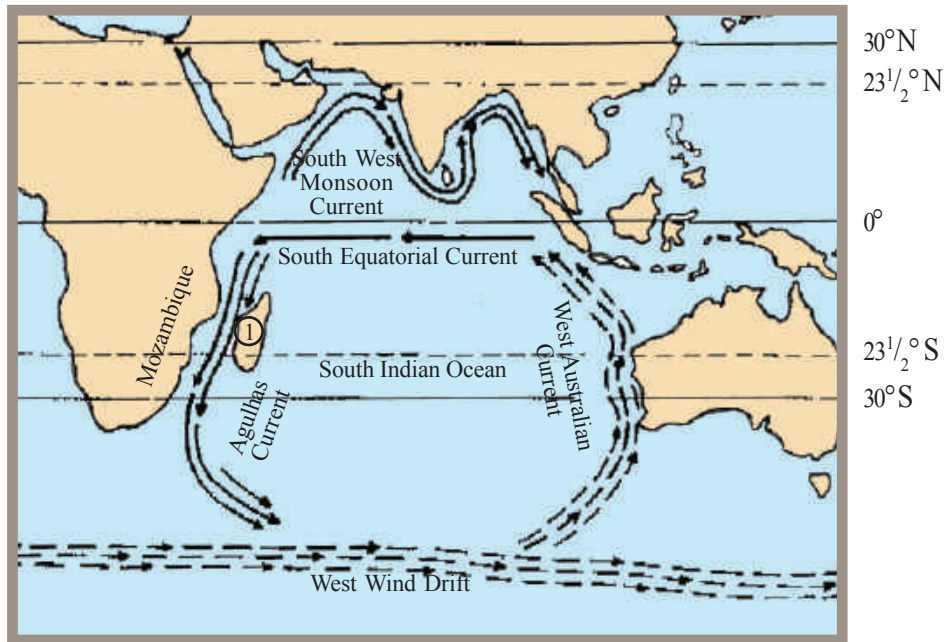 30°N
23 1/2 °N
South West
Monsoon
Current
0°
South Equatorial Current
Mozambique
1
West Australian
Current
23 1/2 °S
South Indian Ocean
30°S
Agulhas
Current
West Wind Drift